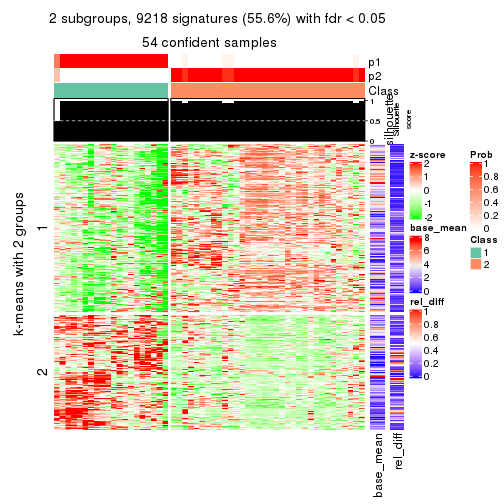 2 subgroups, 9218 signatures (55.6%) with fdr < 0.05
54 confident samples
p1
p2
Class
silhouette
Silhouette
score
1
0.5
0
k-means with 2 groups
1
2
base_mean
rel_diff
z-score
2
1
0
-1
-2
base_mean
8
6
4
2
0
rel_diff
1
0.8
0.6
0.4
0.2
0
Prob
1
0.8
0.6
0.4
0.2
0
Class
1
2